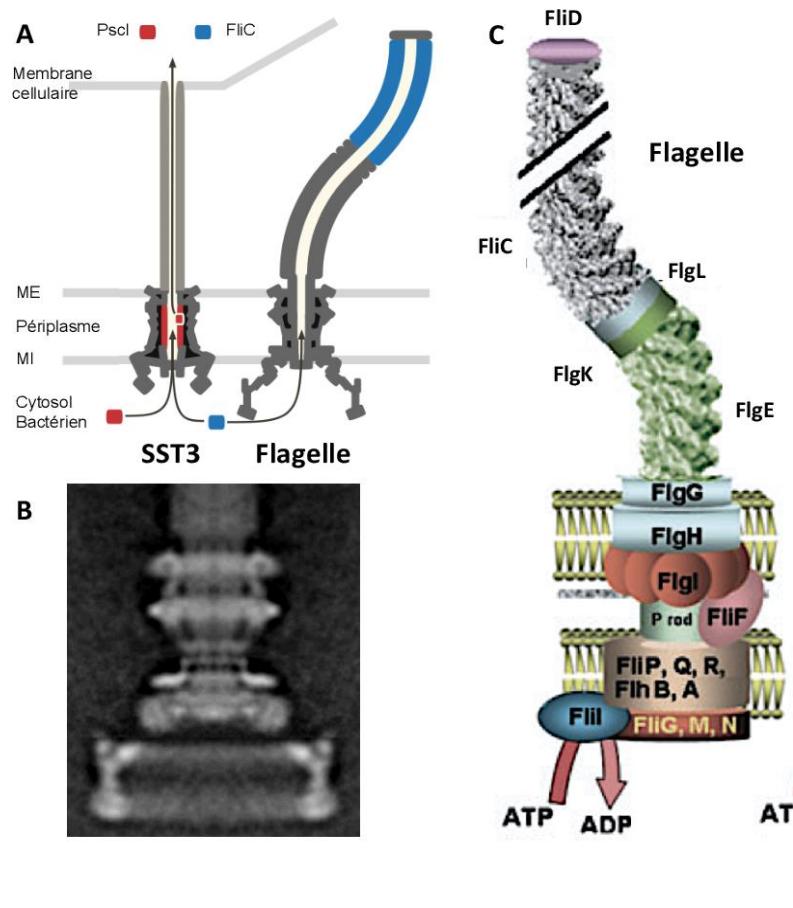 A
PscI
FliC
Membrane
cellulaire
ME
Périplasme
MI
Cytosol
Bactérien
SST3
Flagelle
B
C
FliD
Flagelle
FliC
FlgL
FlgK
FlgE
FlgG
FlgH
FlgI
P rod
FliF
FliP, Q, R,
Flh B, A
FliI
FliG, M, N
ATP
ADP
AT